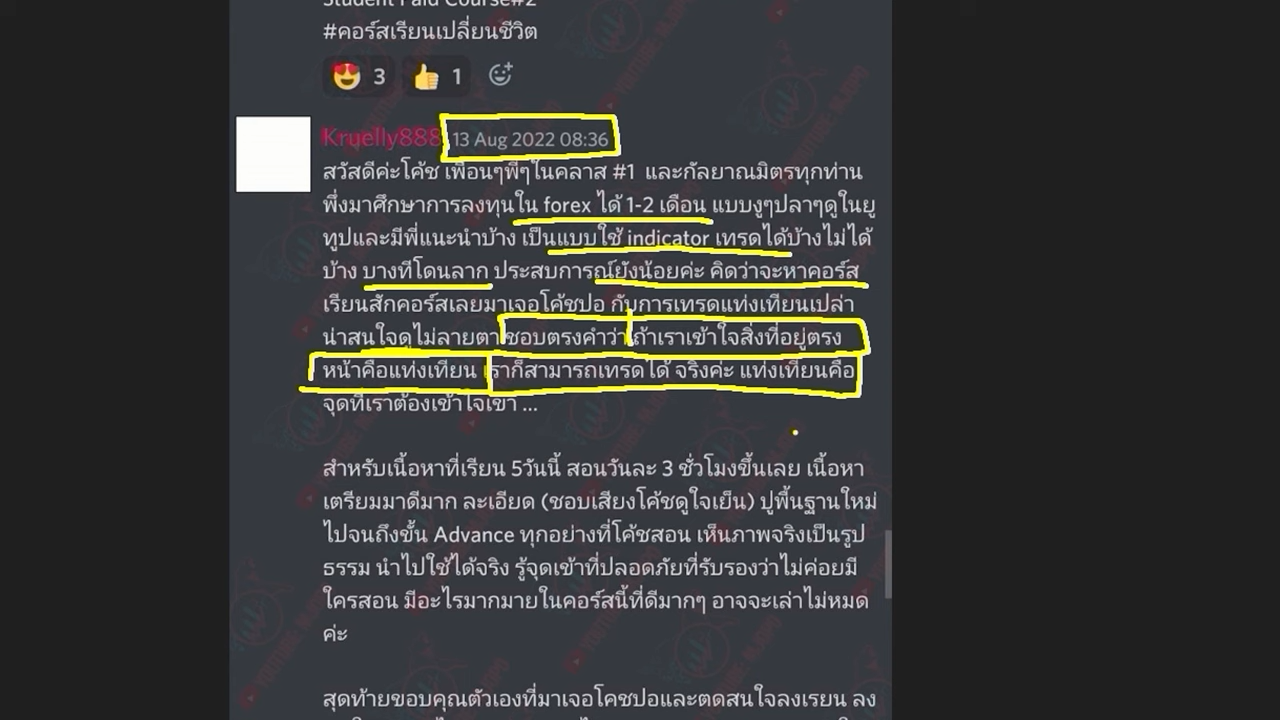 Student Paid Course#2
#คอร์สเรียนเปลี่ยนชีวิต
3 1
Kruelly888 13 Aug 2022 08:36
สวัสดีค่ะโค้ช เพื่อนๆพี่ๆในคลาส #1 และกัลยาณมิตรทุกท่าน
พึ่งมาศึกษาการลงทุนใน forex ได้ 1-2 เดือน แบบงูๆปลาๆดูในยู
ทูปและมีพี่แนะนำบ้าง เป็นแบบใช้ indicator เทรดได้บ้างไม่ได้
บ้าง บางทีโดนลาก ประสบการณ์ยังน้อยค่ะ คิดว่าจะหาคอร์ส
เรียนสักคอร์สเลยมาเจอโค้ชปอ กับการเทรดแท่งเทียนเปล่า
น่าสนใจดูไม่ลายตา ชอบตรงคำว่า ถ้าเราเข้าใจสิ่งที่อยู่ตรง
หน้าคือแท่งเทียน เราก็สามารถเทรดได้ จริงค่ะ แท่งเทียนคือ
จุดที่เราต้องเข้าใจเขา ...
สำหรับเนื้อหาที่เรียน 5วันนี้ สอนวันละ 3 ชั่วโมงขึ้นเลย เนื้อหา
เตรียมมาดีมาก ละเอียด (ชอบเสียงโค้ชดูใจเย็น) ปูพื้นฐานใหม่
ไปจนถึงขั้น Advance ทุกอย่างที่โค้ชสอน เห็นภาพจริงเป็นรูป
ธรรม นำไปใช้ได้จริง รู้จุดเข้าที่ปลอดภัยที่รับรองว่าไม่ค่อยมี
ใครสอน มีอะไรมากมายในคอร์สนี้ที่ดีมากๆ อาจจะเล่าไม่หมด
ค่ะ
สุดท้ายขอบคุณตัวเองที่มาเจอโค้ชปอและตัดสินใจลงเรียน ลง